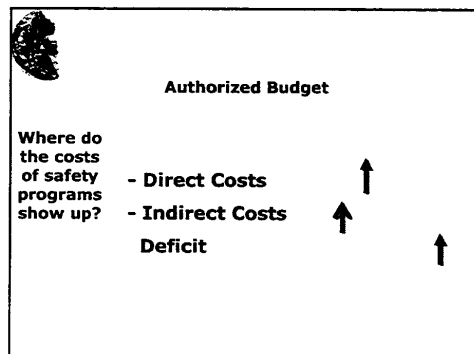 Authorized Budget
Where do
the costs
of safety
programs
show up?
- Direct Costs
- Indirect Costs
Deficit